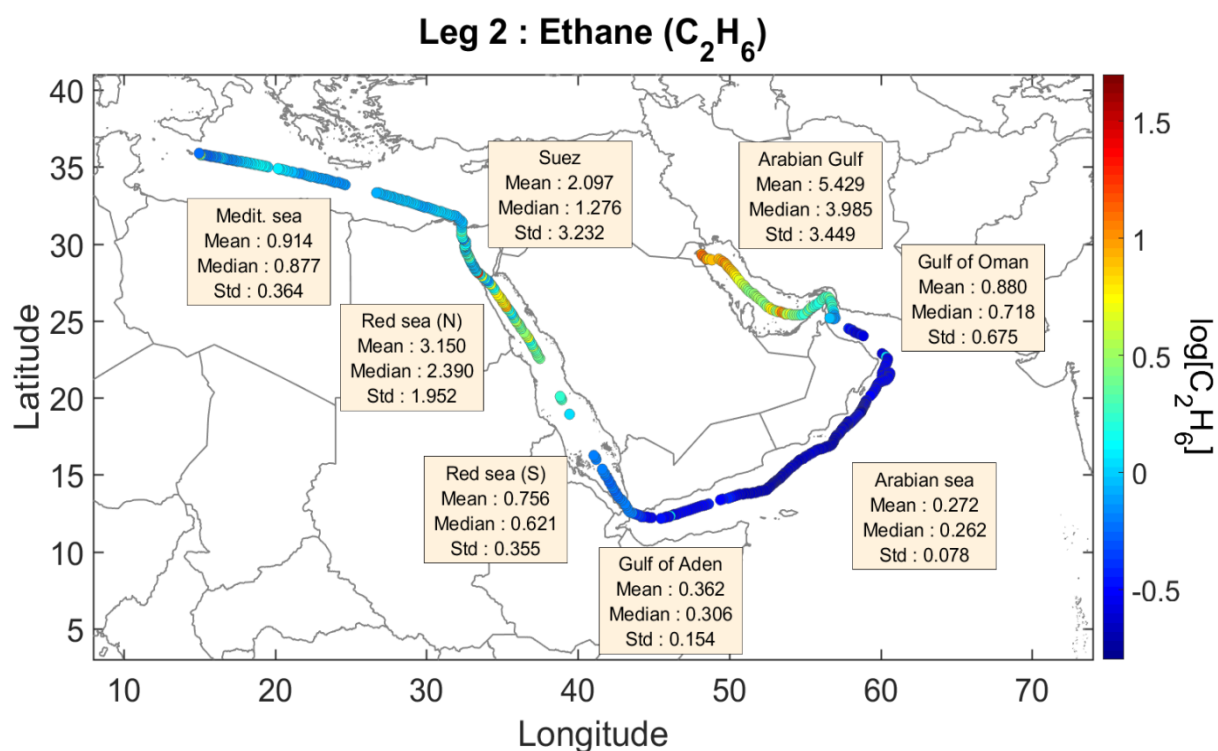 Leg 2 : Ethane (C₂H₆)
40
35
30
25
20
15
10
5
Latitude
10
20
30
40
50
60
70
Longitude
Medit. sea
Mean : 0.914
Median : 0.877
Std : 0.364
Suez
Mean : 2.097
Median : 1.276
Std : 3.232
Arabian Gulf
Mean : 5.429
Median : 3.985
Std : 3.449
Gulf of Oman
Mean : 0.880
Median : 0.718
Std : 0.675
Red sea (N)
Mean : 3.150
Median : 2.390
Std : 1.952
Red sea (S)
Mean : 0.756
Median : 0.621
Std : 0.355
Arabian sea
Mean : 0.272
Median : 0.262
Std : 0.078
Gulf of Aden
Mean : 0.362
Median : 0.306
Std : 0.154
1.5
1
0.5
0
-0.5
log[C₂H₆]